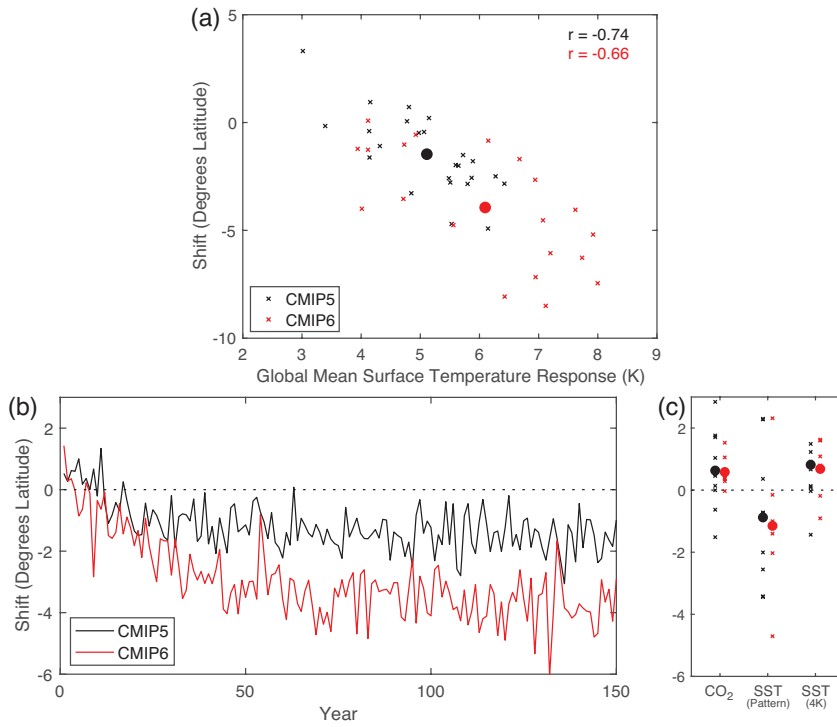 (a)
r = -0.74
r = -0.66
5
0
-5
-10
Shift (Degrees Latitude)
CMIP5
CMIP6
2 3 4 5 6 7 8 9
Global Mean Surface Temperature Response (K)
(b)
2
0
-2
-4
-6
Shift (Degrees Latitude)
CMIP5
CMIP6
0 50 100 150
Year
(c)
2
0
-2
-4
-6
CO₂ SST SST
(Pattern) (4K)